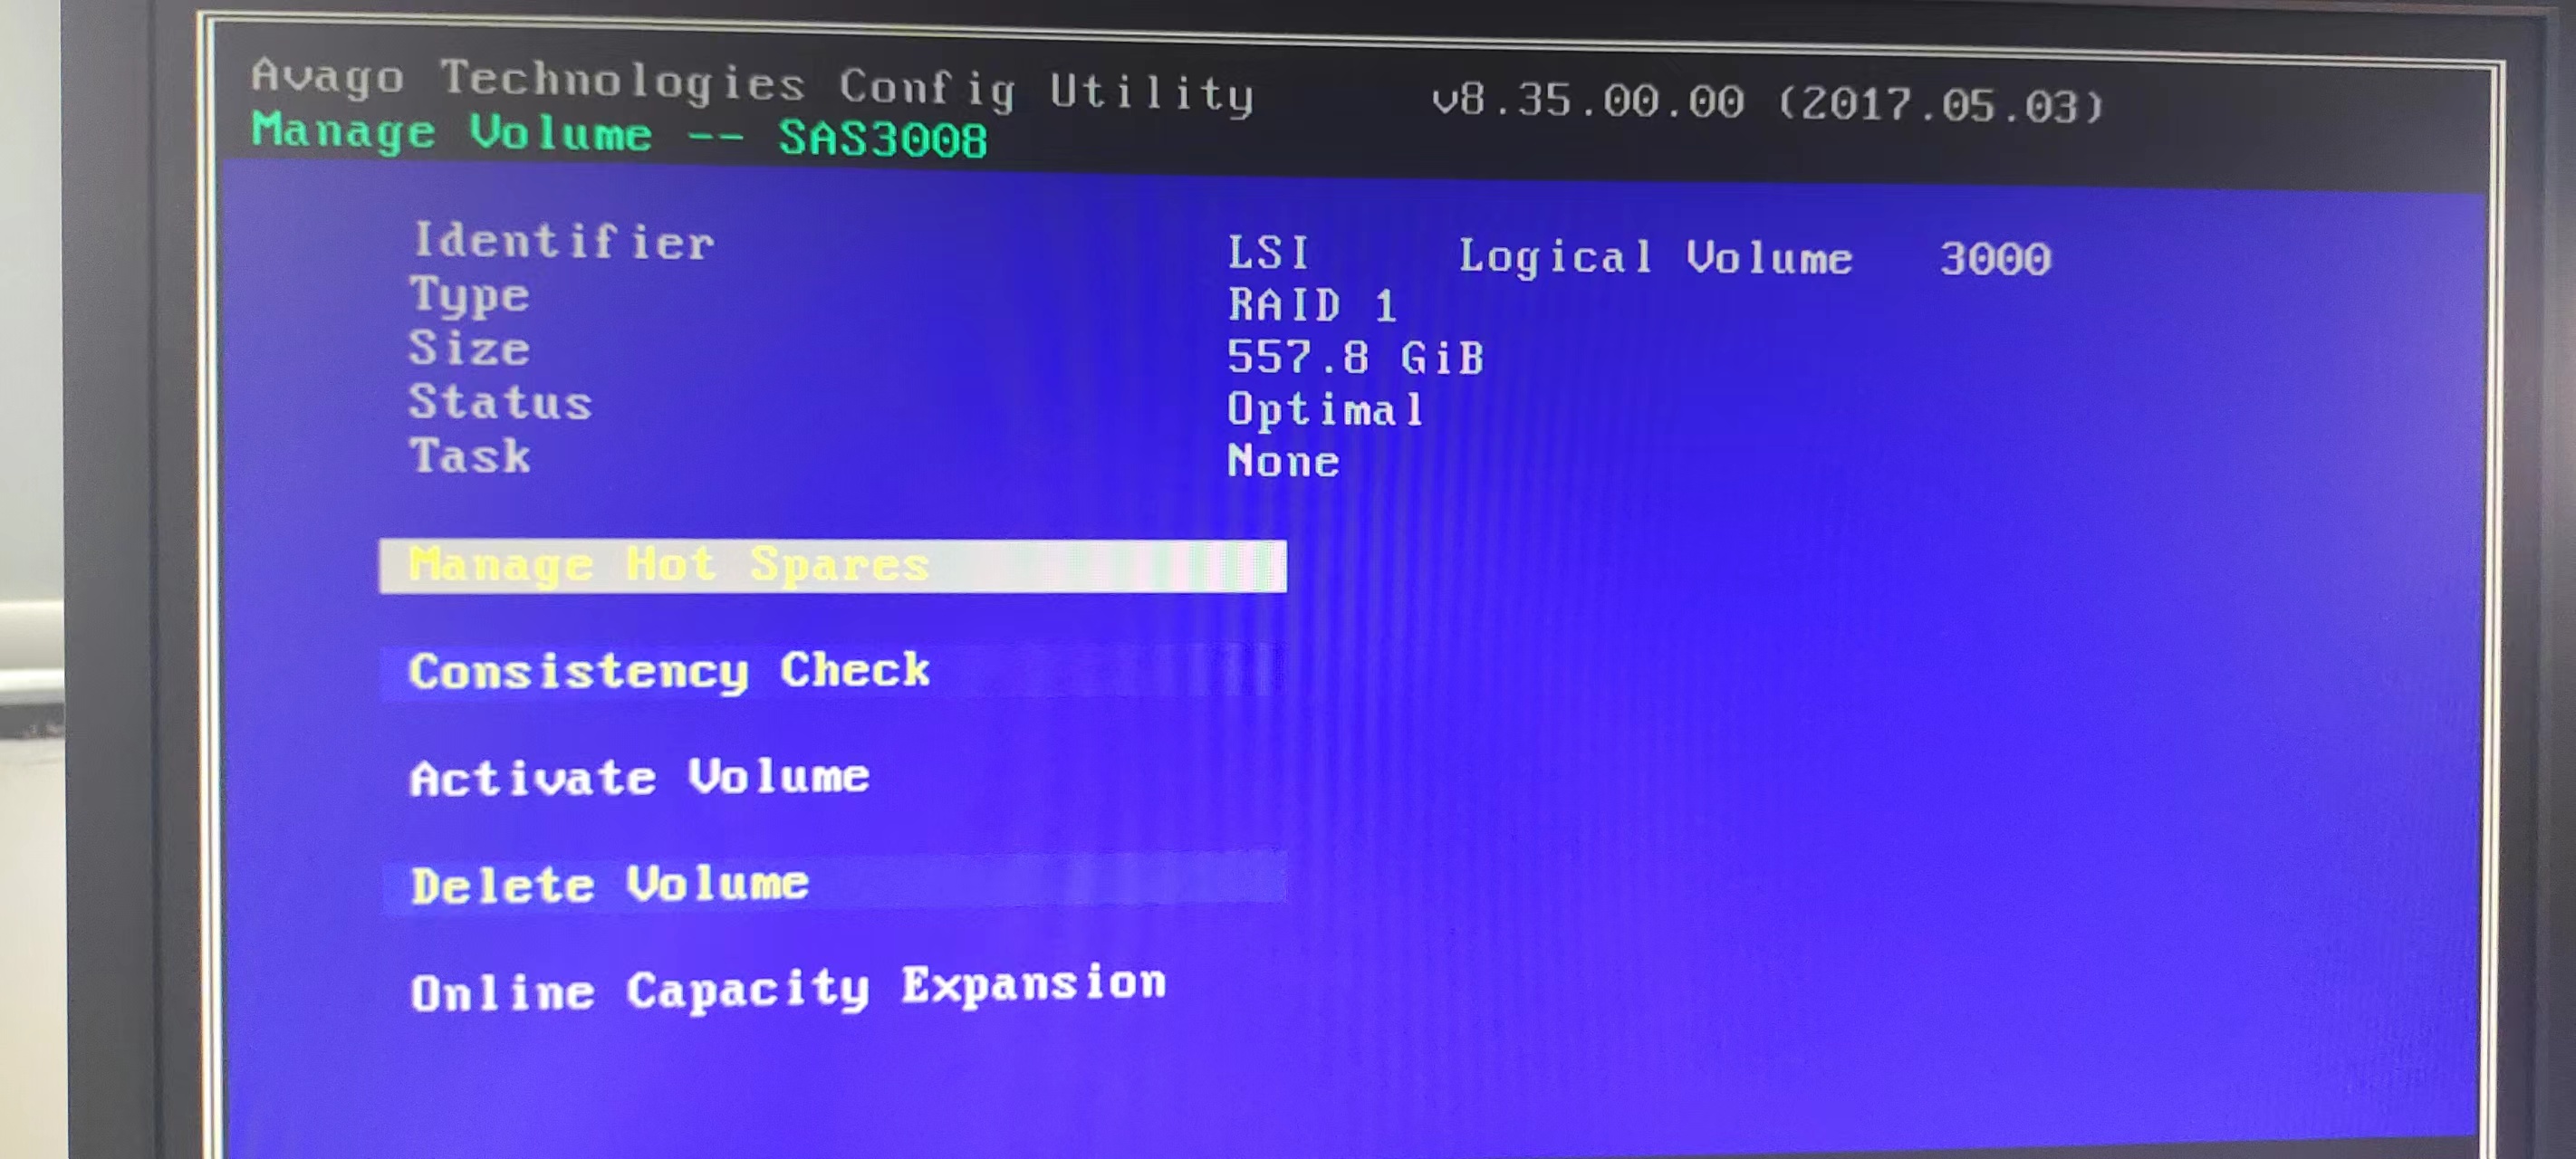 Avago Technologies Config Utility v8.35.00.00 (2017.05.03)
Manage Volume -- SAS3008
Identifier LSI Logical Volume 3000
Type RAID 1
Size 557.8 GiB
Status Optimal
Task None
Manage Hot Spares
Consistency Check
Activate Volume
Delete Volume
Online Capacity Expansion